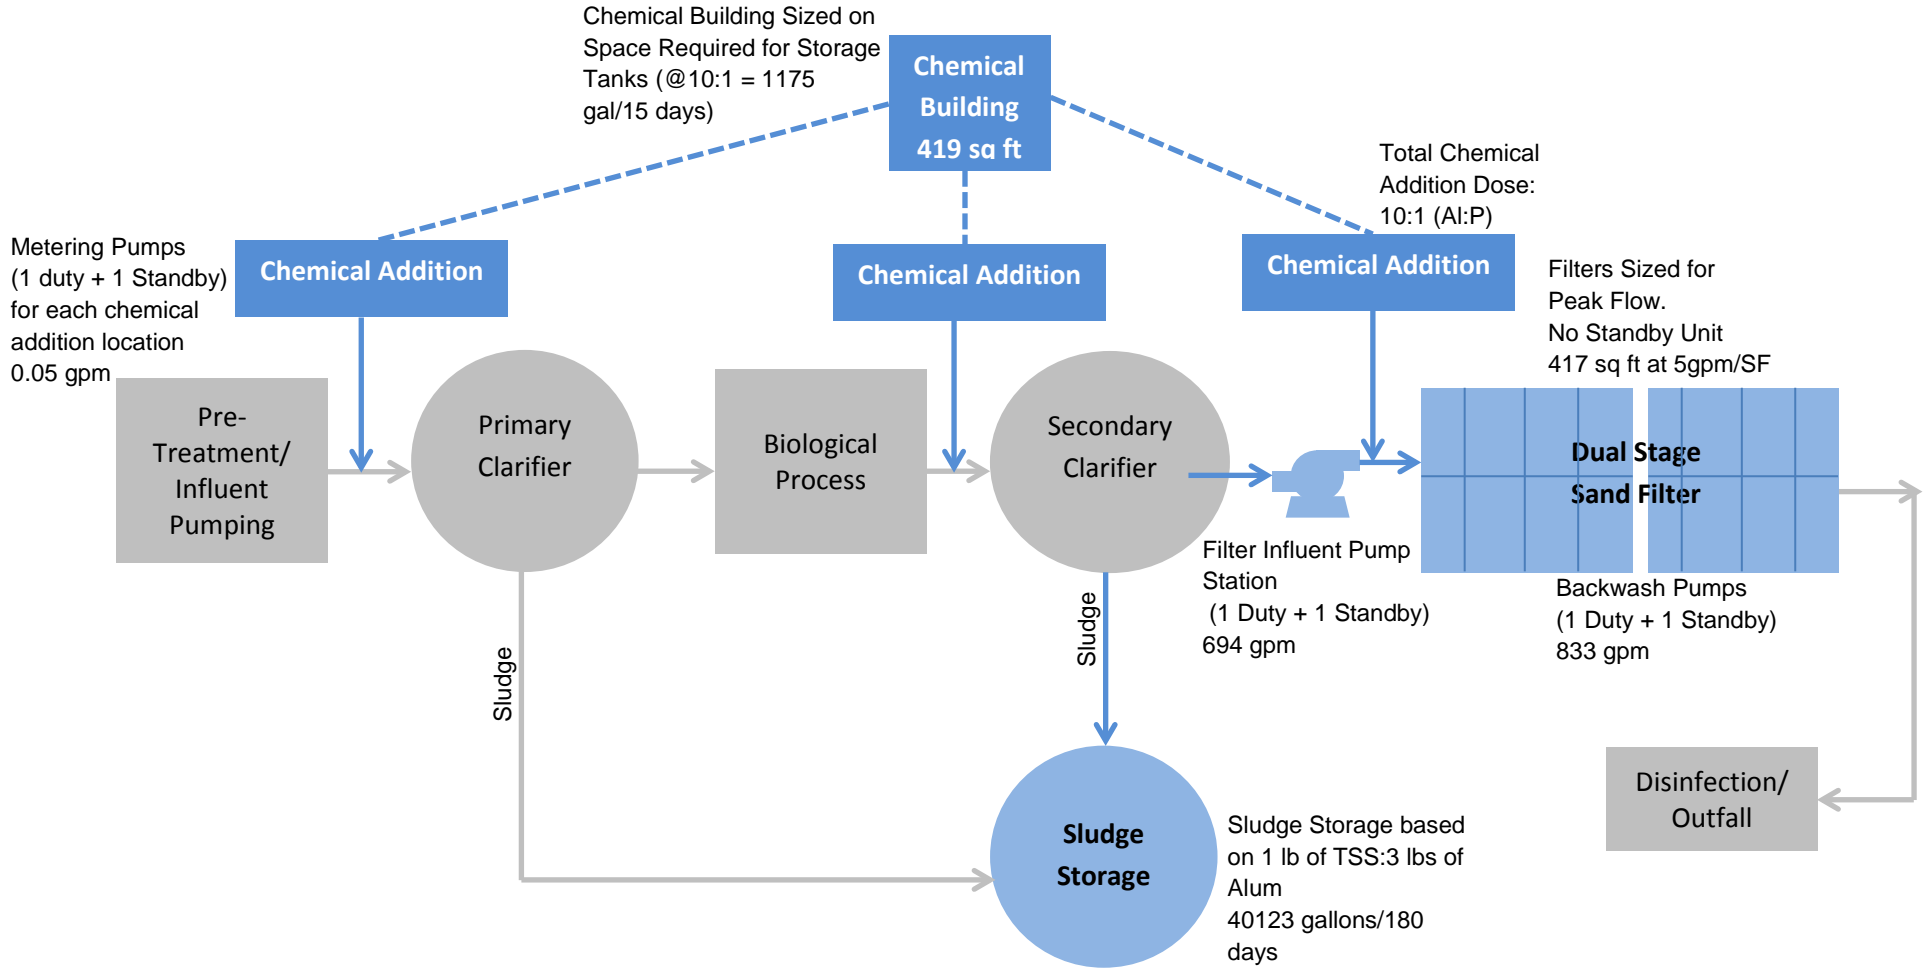 Chemical Building Sized on
Space Required for Storage
Tanks (@10:1 = 1175
gal/15 days)
Chemical
Building
419 sq ft
Total Chemical
Addition Dose:
10:1 (Al:P)
Metering Pumps
(1 duty + 1 Standby)
for each chemical
addition location
0.05 gpm
Chemical Addition
Chemical Addition
Chemical Addition
Filters Sized for
Peak Flow.
No Standby Unit
417 sq ft at 5gpm/SF
Pre-
Treatment/
Influent
Pumping
Primary
Clarifier
Biological
Process
Secondary
Clarifier
Dual Stage
Sand Filter
Filter Influent Pump
Station
(1 Duty + 1 Standby)
694 gpm
Backwash Pumps
(1 Duty + 1 Standby)
833 gpm
Sludge
Sludge
Sludge
Storage
Sludge Storage based
on 1 lb of TSS:3 lbs of
Alum
40123 gallons/180
days
Disinfection/
Outfall